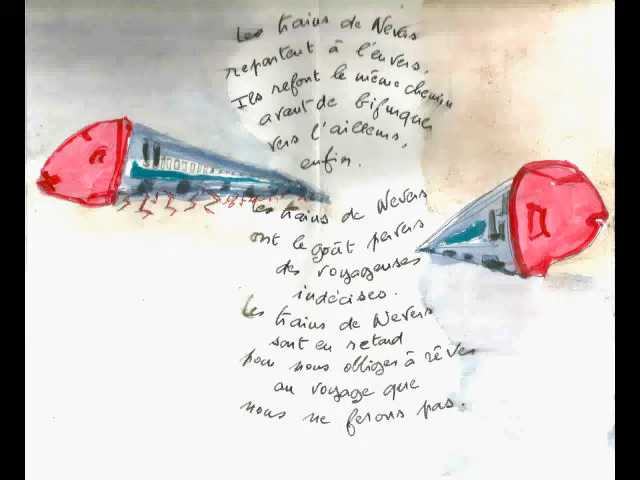 Les trains de Nevers
repartent à l'envers,
Ils refont le même chemin
avant de bifurquer
vers l'ailleurs,
enfin.
Les trains de Nevers
ont le goût pervers
des voyageuses
indécises.
Les trains de Nevers
sont en retard
pour nous obliger à rêver
au voyage que
nous ne ferons pas.